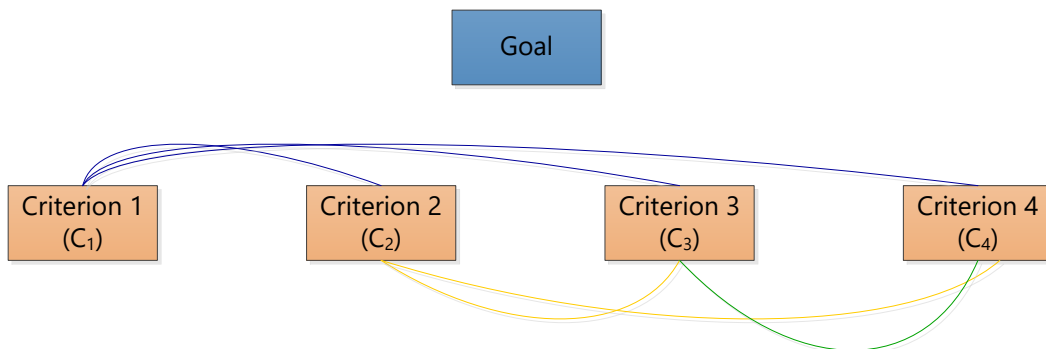 Goal
Criterion 1
(C₁)
Criterion 2
(C₂)
Criterion 3
(C₃)
Criterion 4
(C₄)